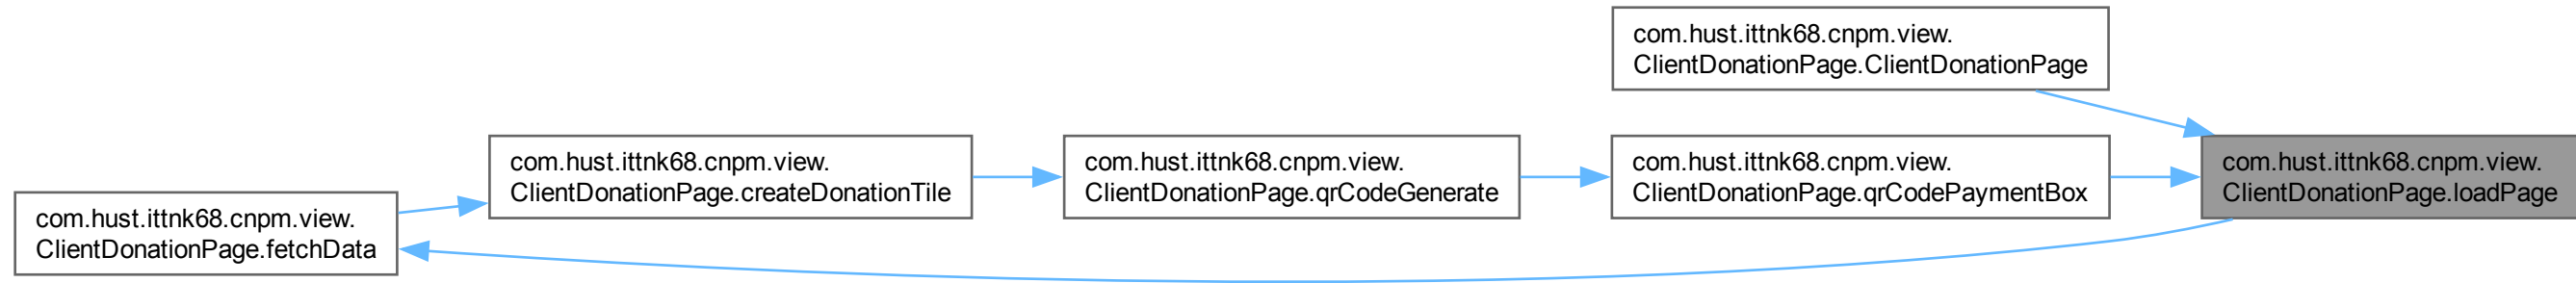 com.hust.ittnk68.cnpm.view.
ClientDonationPage.ClientDonationPage
com.hust.ittnk68.cnpm.view.
ClientDonationPage.fetchData
com.hust.ittnk68.cnpm.view.
ClientDonationPage.createDonationTile
com.hust.ittnk68.cnpm.view.
ClientDonationPage.qrCodeGenerate
com.hust.ittnk68.cnpm.view.
ClientDonationPage.qrCodePaymentBox
com.hust.ittnk68.cnpm.view.
ClientDonationPage.loadPage